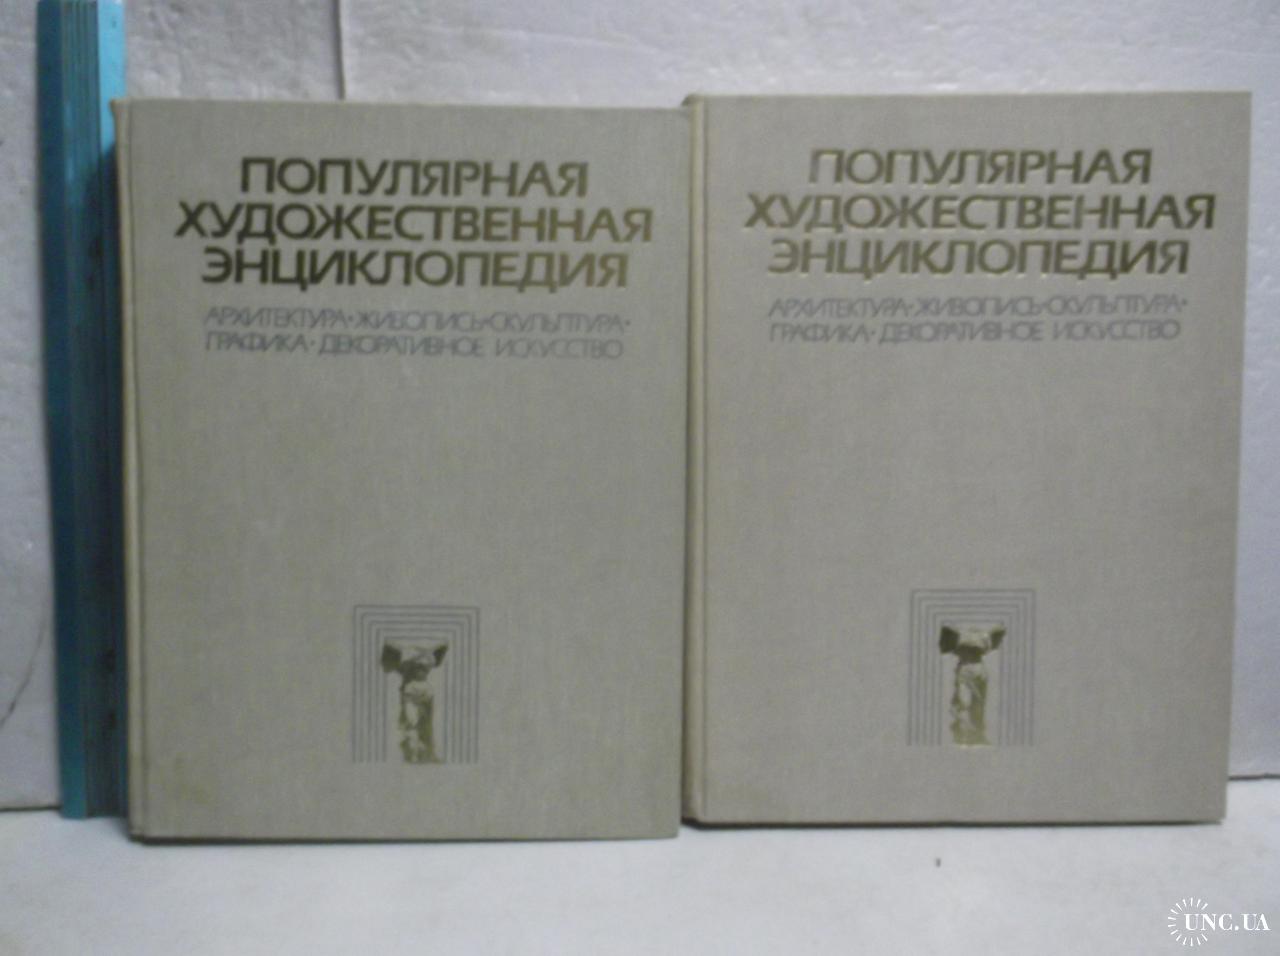 ПОПУЛЯРНАЯ
ХУДОЖЕСТВЕННАЯ
ЭНЦИКЛОПЕДИЯ
АРХИТЕКТУРА•ЖИВОПИСЬ•СКУЛЬПТУРА•
ГРАФИКА•ДЕКОРАТИВНОЕ ИСКУССТВО
ПОПУЛЯРНАЯ
ХУДОЖЕСТВЕННАЯ
ЭНЦИКЛОПЕДИЯ
АРХИТЕКТУРА•ЖИВОПИСЬ•СКУЛЬПТУРА•
ГРАФИКА•ДЕКОРАТИВНОЕ ИСКУССТВО
UNC.UA